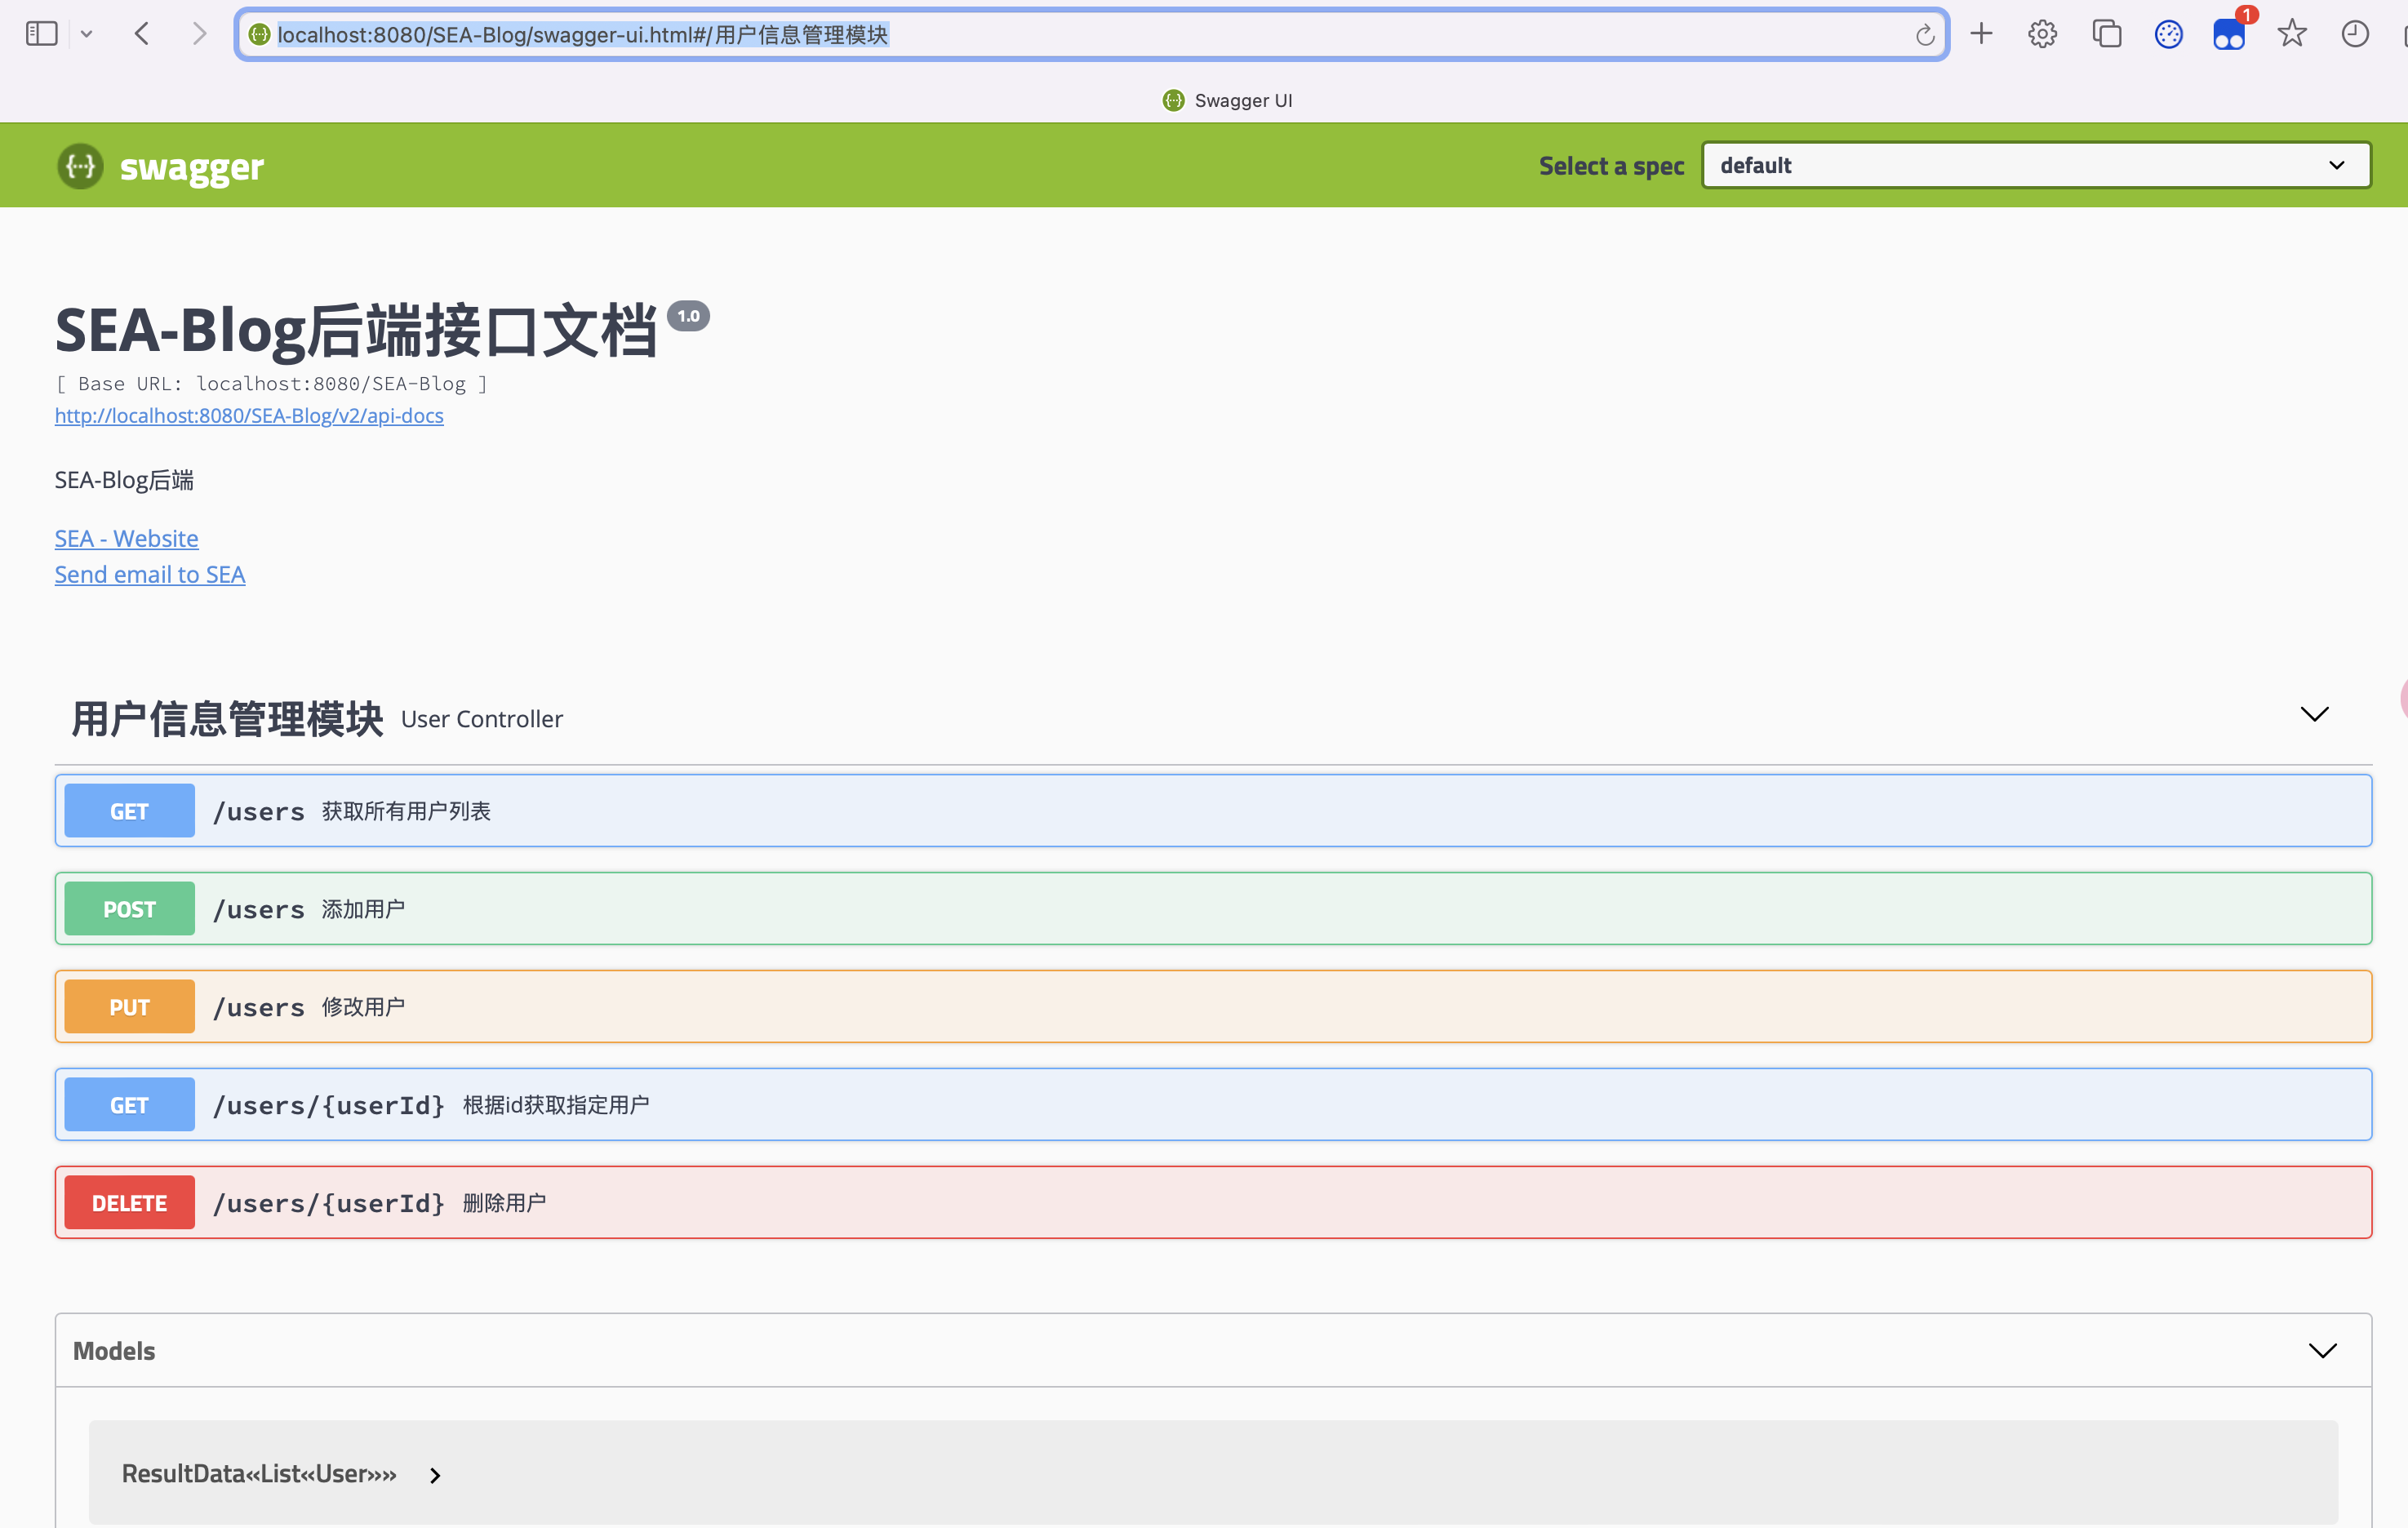 localhost:8080/SEA-Blog/swagger-ui.html#/用户信息管理模块
1
Swagger UI
swagger
Select a spec
default
SEA-Blog后端接口文档 1.0
[ Base URL: localhost:8080/SEA-Blog ]
http://localhost:8080/SEA-Blog/v2/api-docs
SEA-Blog后端
SEA - Website
Send email to SEA
用户信息管理模块 User Controller
GET /users 获取所有用户列表
POST /users 添加用户
PUT /users 修改用户
GET /users/{userId} 根据id获取指定用户
DELETE /users/{userId} 删除用户
Models
ResultData«List«User»»